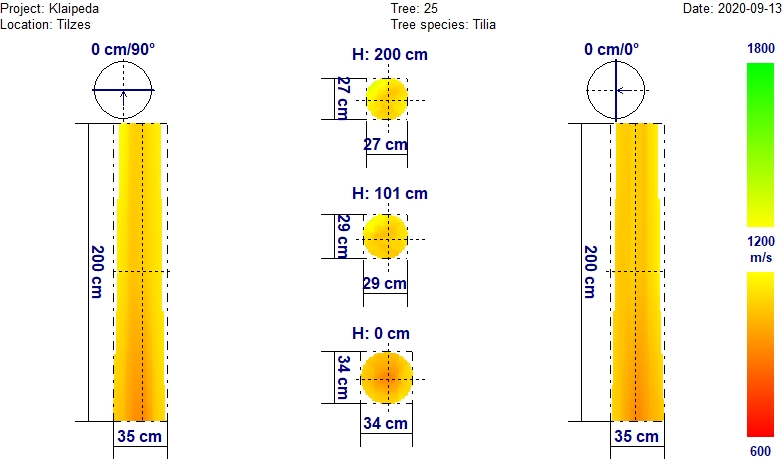 Project: Klaipeda
Tree: 25
Date: 2020-09-13
Location: Tilzes
Tree species: Tilia
0 cm/90°
H: 200 cm
0 cm/0°
1800
27 cm
27 cm
H: 101 cm
29 cm
29 cm
200 cm
200 cm
1200
m/s
H: 0 cm
34 cm
34 cm
35 cm
35 cm
600